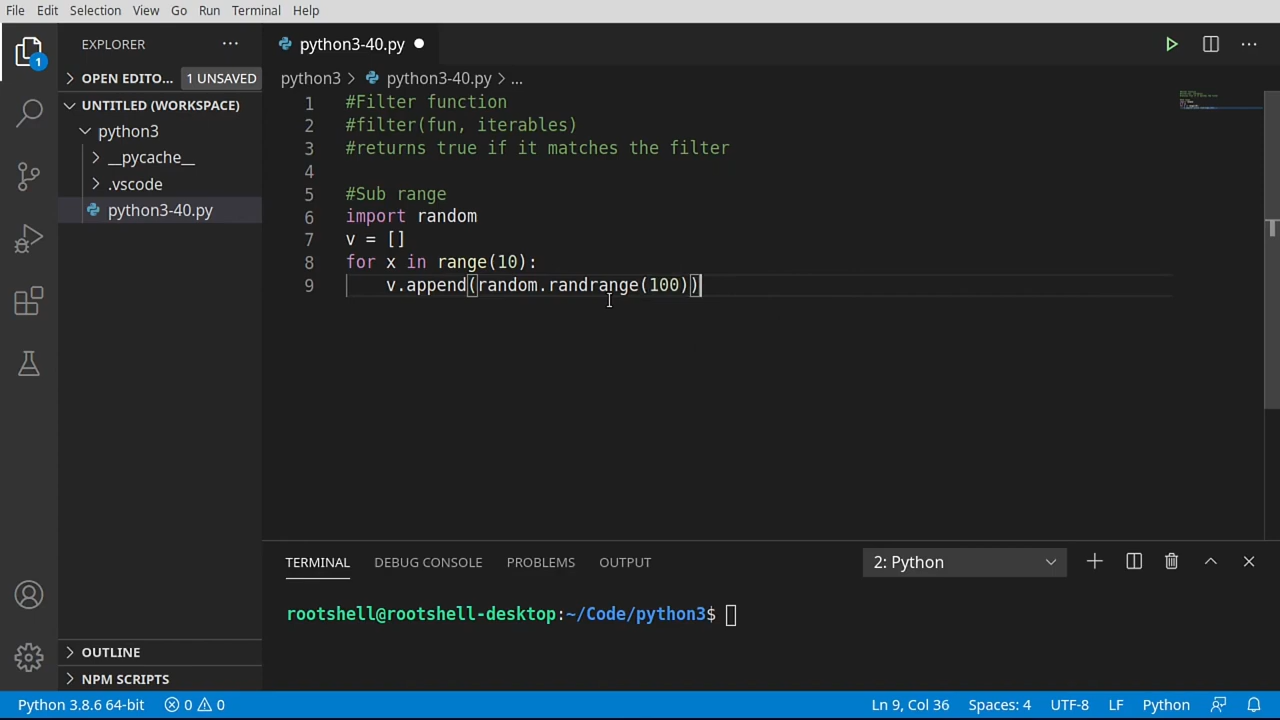 File Edit Selection View Go Run Terminal Help
EXPLORER
python3-40.py
OPEN EDITO... 1 UNSAVED
python3 > python3-40.py > ...
UNTITLED (WORKSPACE)
python3
__pycache__
.vscode
python3-40.py
1
1 #Filter function
2 #filter(fun, iterables)
3 #returns true if it matches the filter
4
5 #Sub range
6 import random
7 v = []
8 for x in range(10):
9 v.append(random.randrange(100))
TERMINAL DEBUG CONSOLE PROBLEMS OUTPUT 2: Python
rootshell@rootshell-desktop:~/Code/python3$
OUTLINE
NPM SCRIPTS
Python 3.8.6 64-bit 0 0 Ln 9, Col 36 Spaces: 4 UTF-8 LF Python